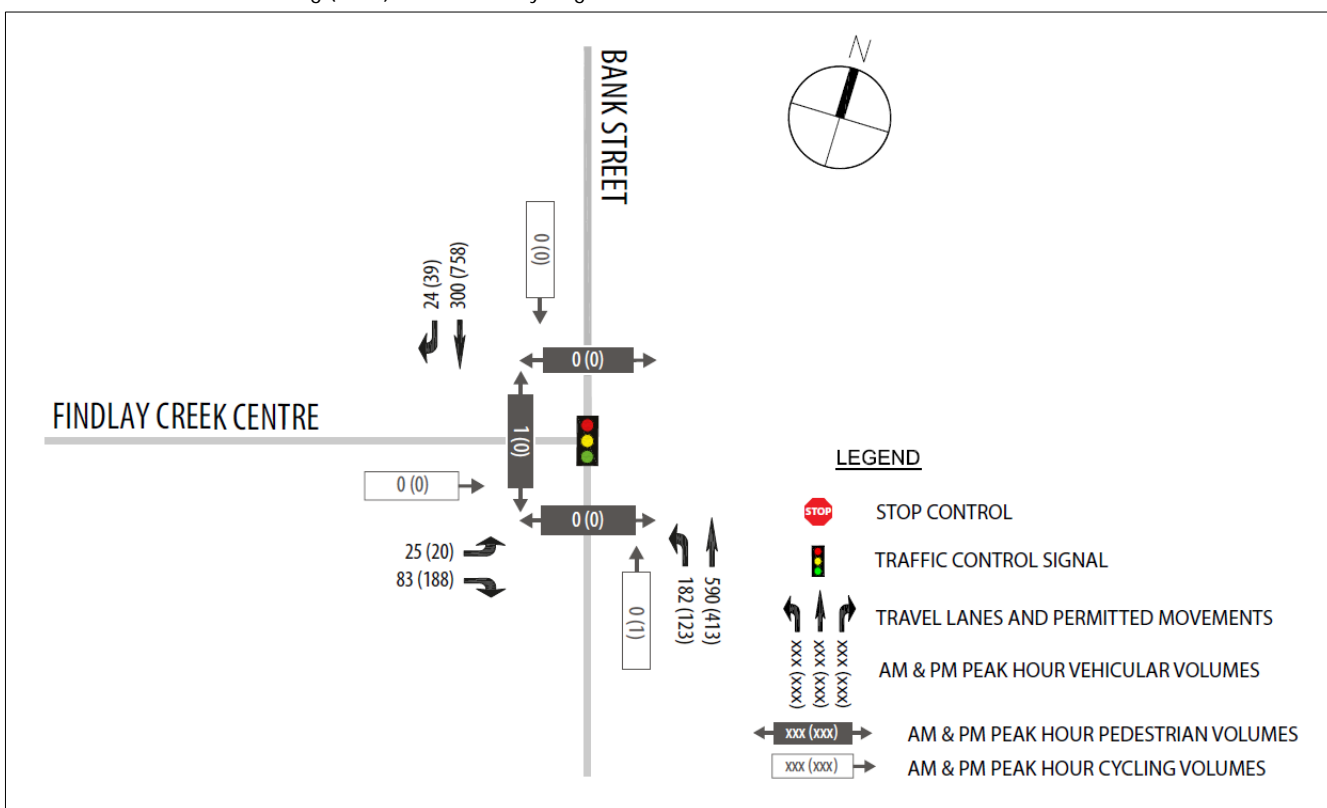 N
BANK STREET
0 (0)
24 (39)
300 (758)
0 (0)
FINDLAY CREEK CENTRE
1 (0)
0 (0)
0 (0)
25 (20)
83 (188)
182 (123)
590 (413)
0 (1)
LEGEND
STOP
STOP CONTROL
TRAFFIC CONTROL SIGNAL
TRAVEL LANES AND PERMITTED MOVEMENTS
xxx (xxx)
xxx (xxx)
xxx (xxx)
AM & PM PEAK HOUR VEHICULAR VOLUMES
xxx (xxx)
AM & PM PEAK HOUR PEDESTRIAN VOLUMES
xxx (xxx)
AM & PM PEAK HOUR CYCLING VOLUMES